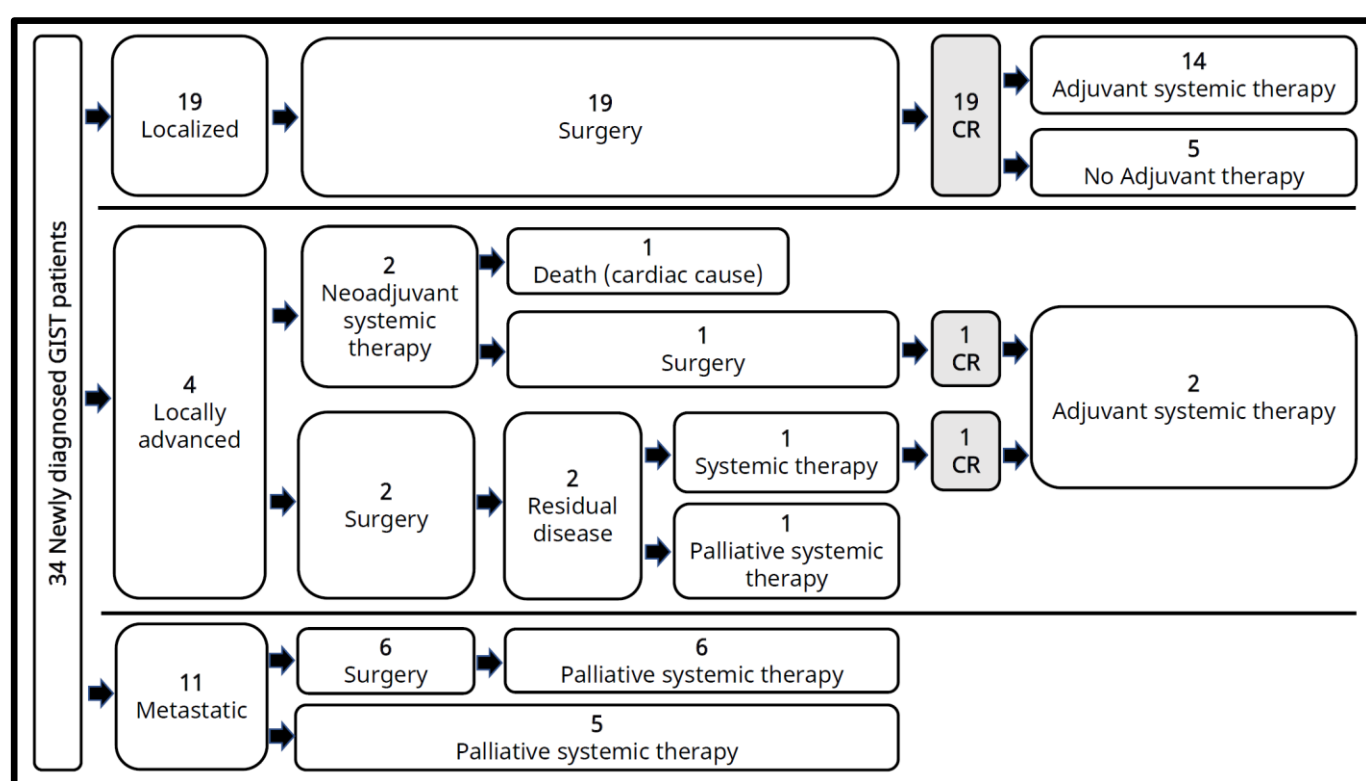 34 Newly diagnosed GIST patients
19
Localized
19
Surgery
19
CR
14
Adjuvant systemic therapy
5
No Adjuvant therapy
4
Locally
advanced
2
Neoadjuvant
systemic
therapy
1
Death (cardiac cause)
1
Surgery
1
CR
2
Adjuvant systemic therapy
2
Surgery
2
Residual
disease
1
Systemic therapy
1
CR
1
Palliative systemic
therapy
11
Metastatic
6
Surgery
6
Palliative systemic therapy
5
Palliative systemic therapy